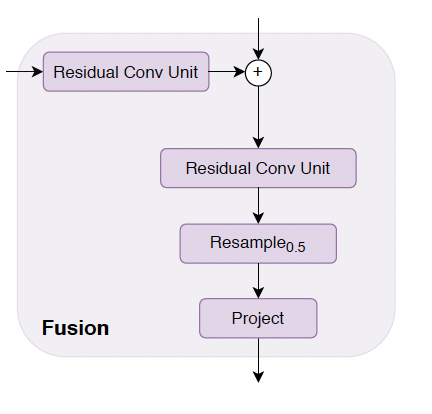 Residual Conv Unit
+
Residual Conv Unit
Resample0.5
Project
Fusion